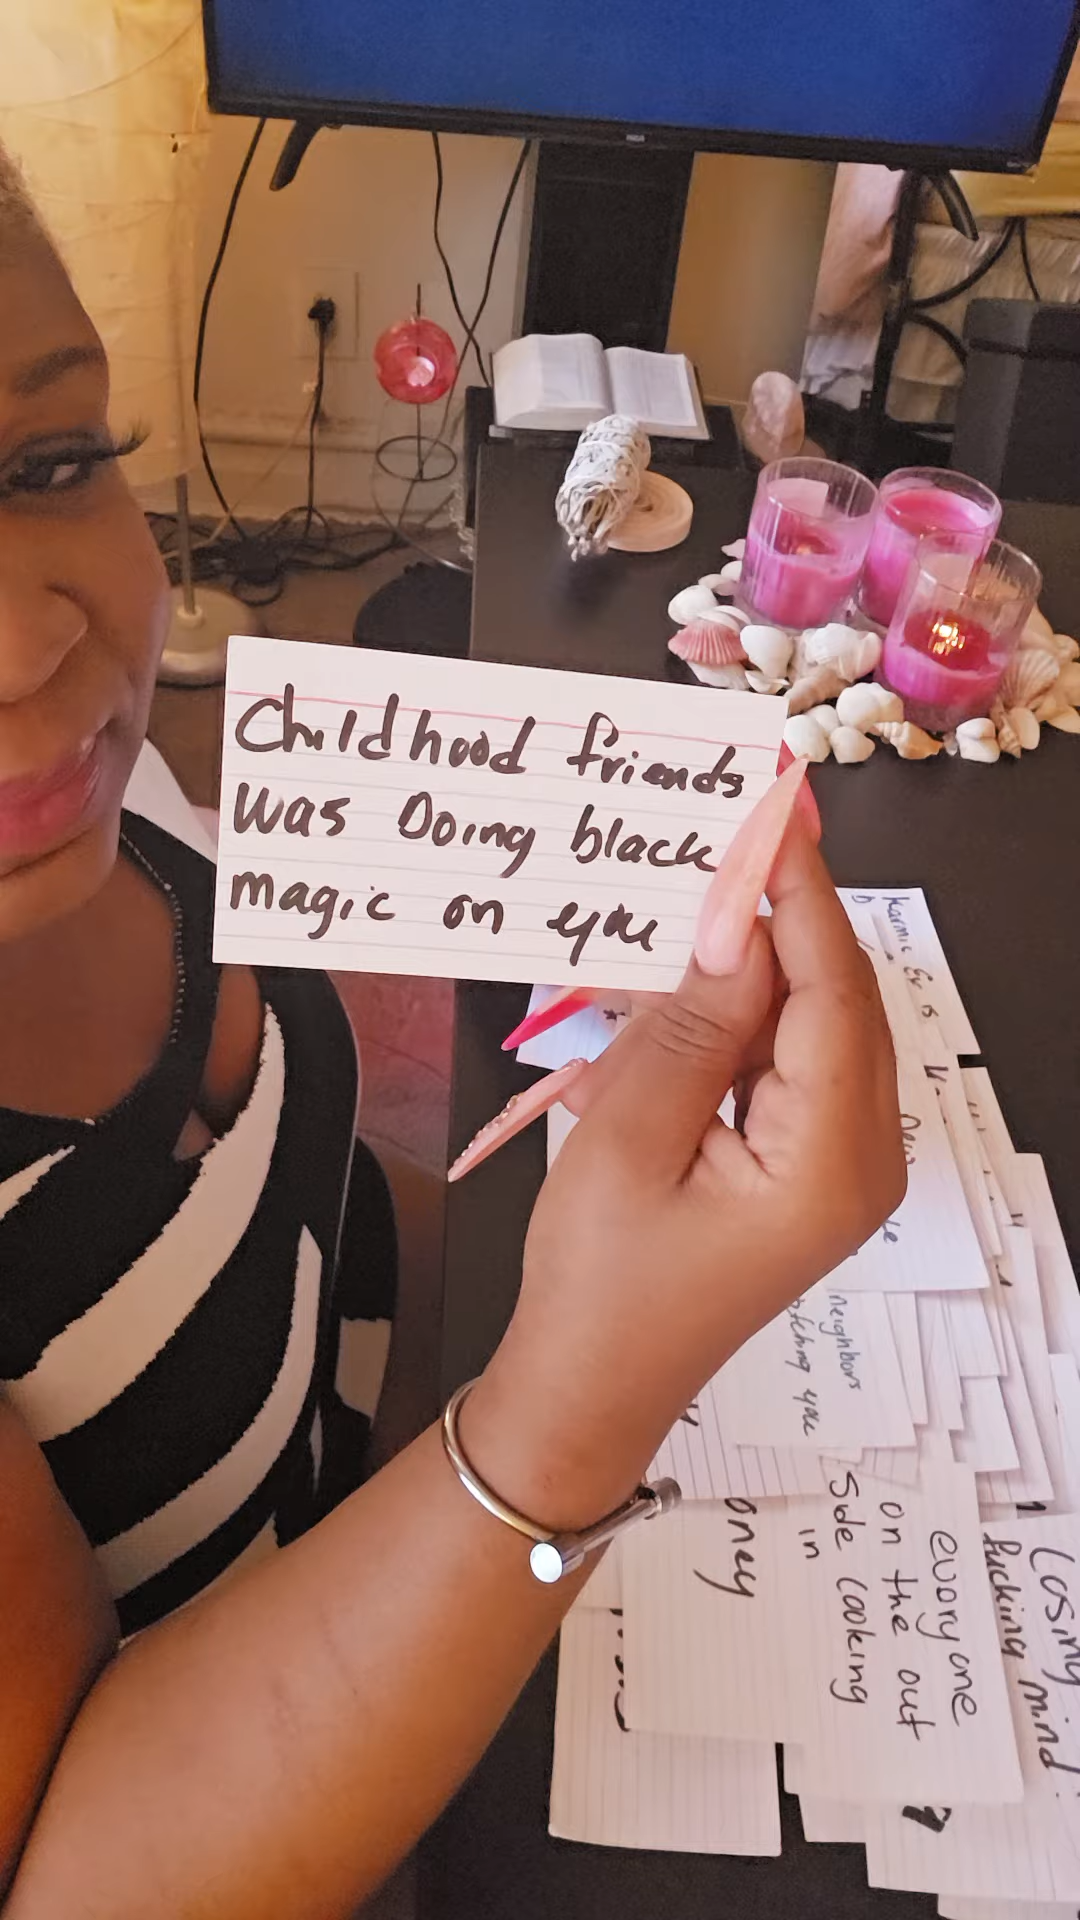 Childhood friends
was Doing black
magic on you
Karmic Ex is
neighbors
you
oney
everyone
on the out
Side looking
in
Losing
fucking mind